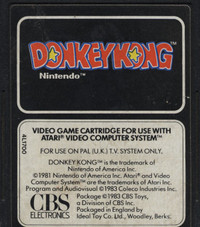 DONKEY KONG™
Nintendo™
VIDEO GAME CARTRIDGE FOR USE WITH
ATARI® VIDEO COMPUTER SYSTEM™
FOR USE ON PAL (U.K.) T.V. SYSTEM ONLY.
DONKEY KONG™ is the trademark of
Nintendo of America Inc.
©1981 Nintendo of America Inc. Atari® and Video
Computer System™ are the trademarks of Atari Inc.
Program and Audiovisual ©1983 Coleco Industries Inc.
CBS
ELECTRONICS
Package ©1983 CBS Toys,
a Division of CBS Inc.
Packed in England by
Ideal Toy Co. Ltd., Woodley, Berks.